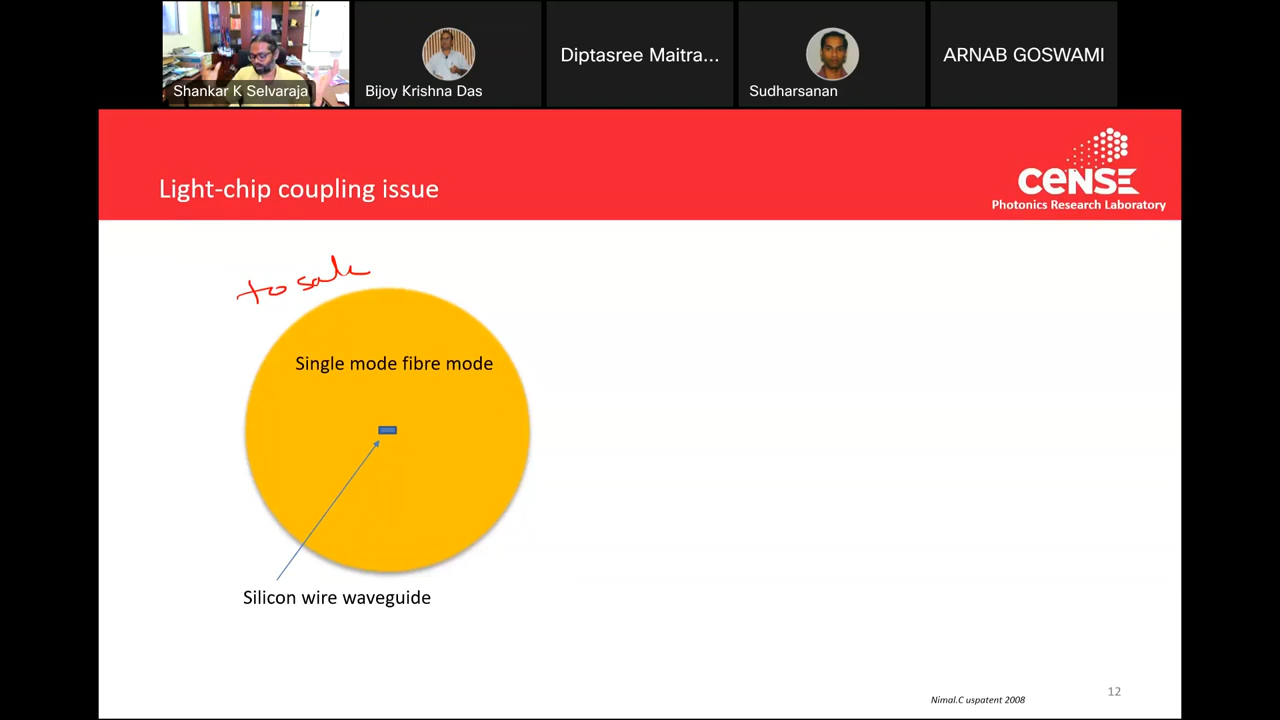 Shankar K Selvaraja
Bijoy Krishna Das
Diptasree Maitra...
Sudharsanan
ARNAB GOSWAMI
Light-chip coupling issue
CENSE
Photonics Research Laboratory
to sale
Single mode fibre mode
Silicon wire waveguide
Nimal.C uspatent 2008
12